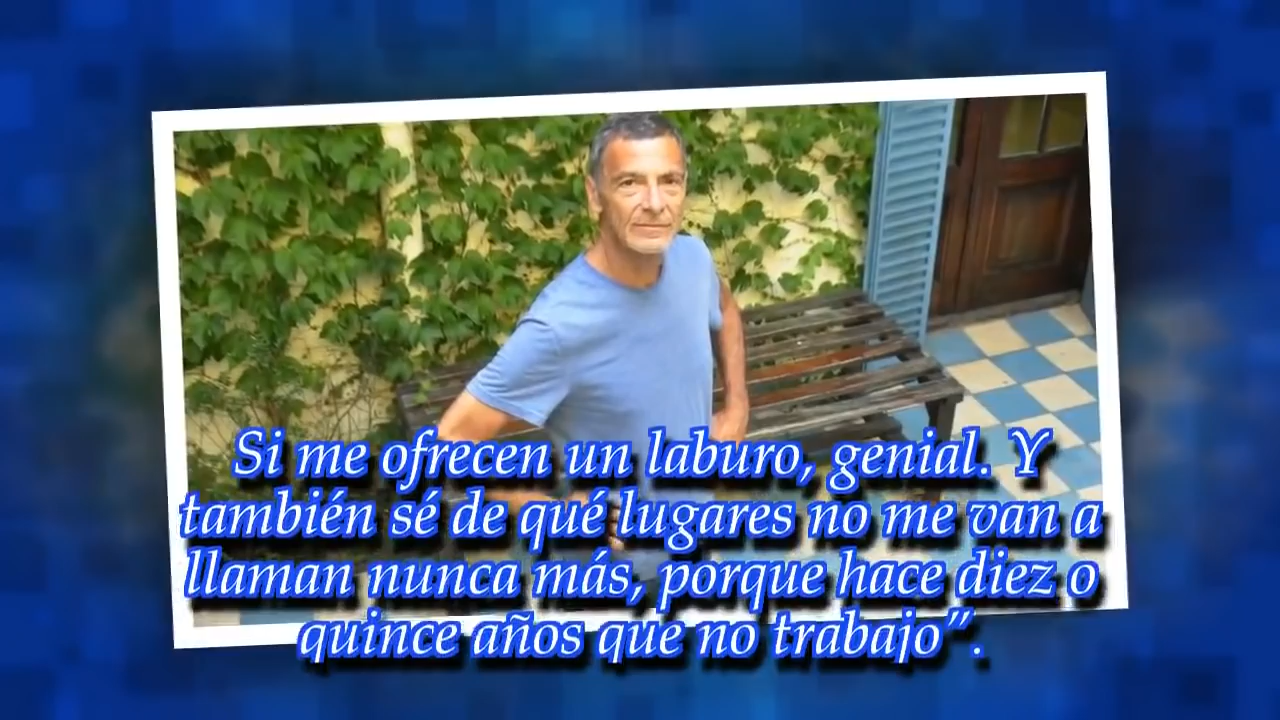 Si me ofrecen un laburo, genial. Y
también sé de qué lugares no me van a
llaman nunca más, porque hace diez o
quince años que no trabajo”.